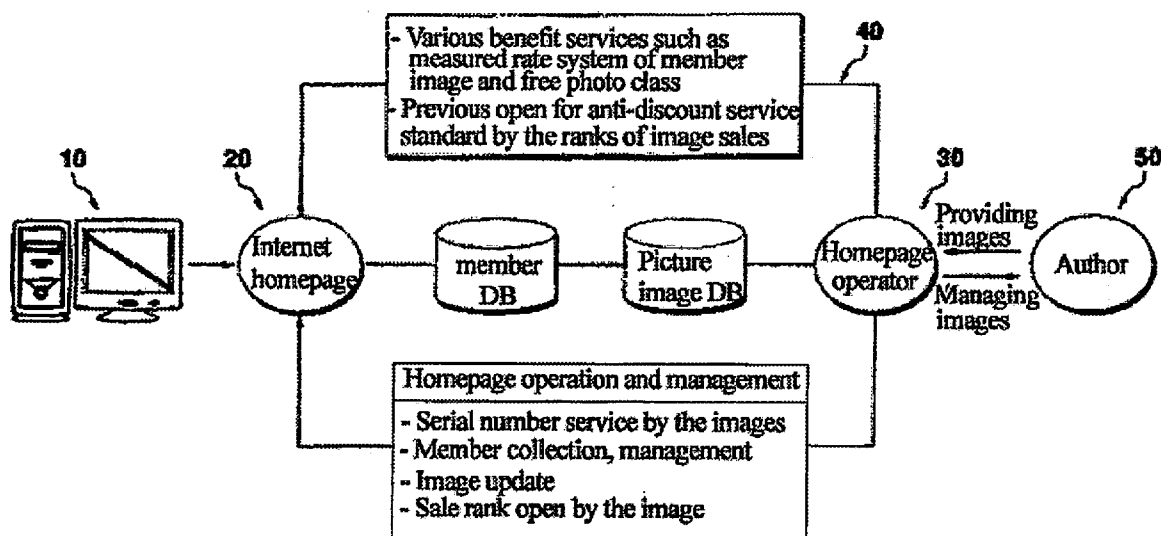 - Various benefit services such as
measured rate system of member
image and free photo class
- Previous open for anti-discount service
standard by the ranks of image sales
40
10
20
30
50
Internet
homepage
member
DB
Picture
image DB
Homepage
operator
Providing
images
Managing
images
Author
Homepage operation and management
- Serial number service by the images
- Member collection, management
- Image update
- Sale rank open by the image